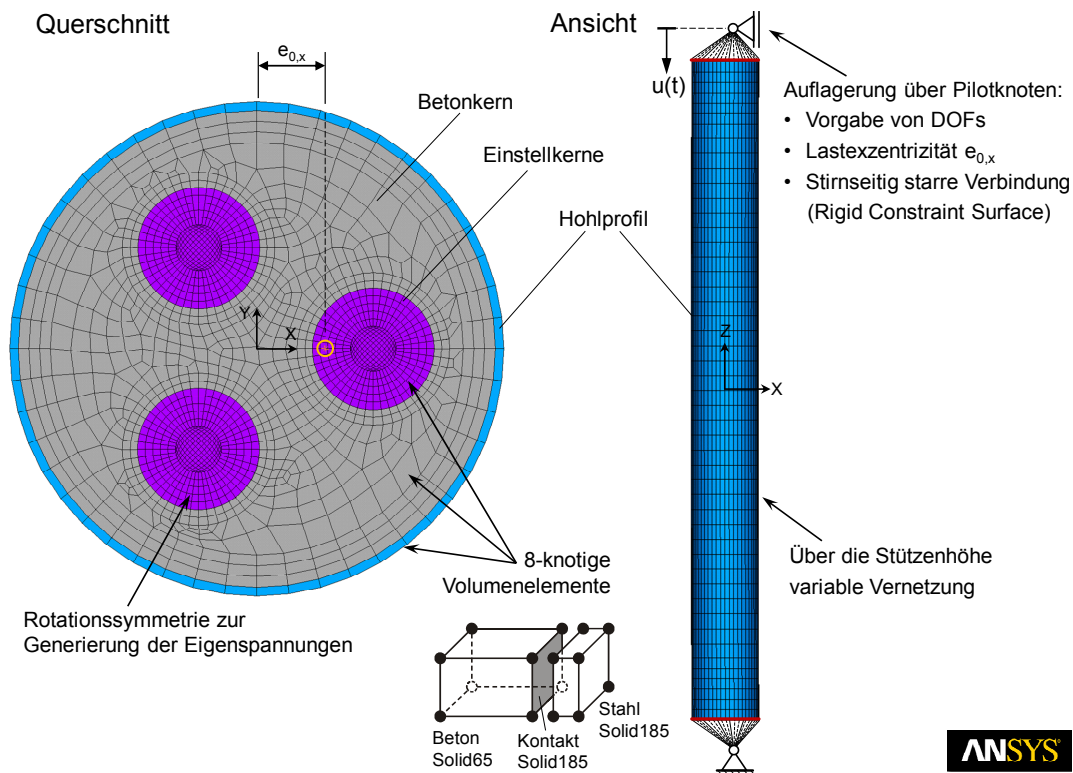 Querschnitt
Ansicht
e0,x
u(t)
Betonkern
Einstellkerne
Hohlprofil
Auflagerung über Pilotknoten:
• Vorgabe von DOFs
• Lastexzentrizität e0,x
• Stirnseitig starre Verbindung
(Rigid Constraint Surface)
Y
X
Z
X
8-knotige
Volumenelemente
Über die Stützenhöhe
variable Vernetzung
Rotationssymmetrie zur
Generierung der Eigenspannungen
Stahl
Solid185
Beton
Solid65
Kontakt
Solid185
ANSYS®